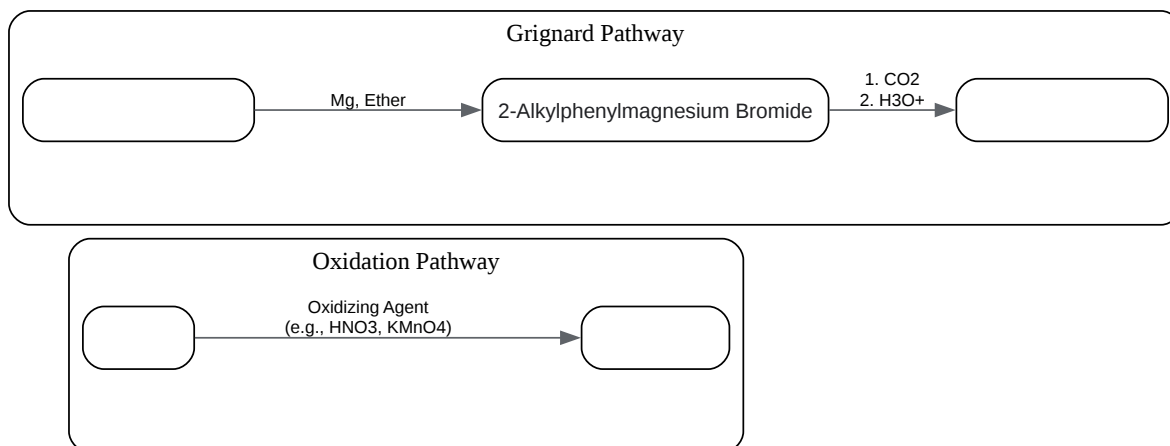 Grignard Pathway
Mg, Ether
2-Alkylphenylmagnesium Bromide
1. CO2
2. H3O+
Oxidation Pathway
Oxidizing Agent
(e.g., HNO3, KMnO4)